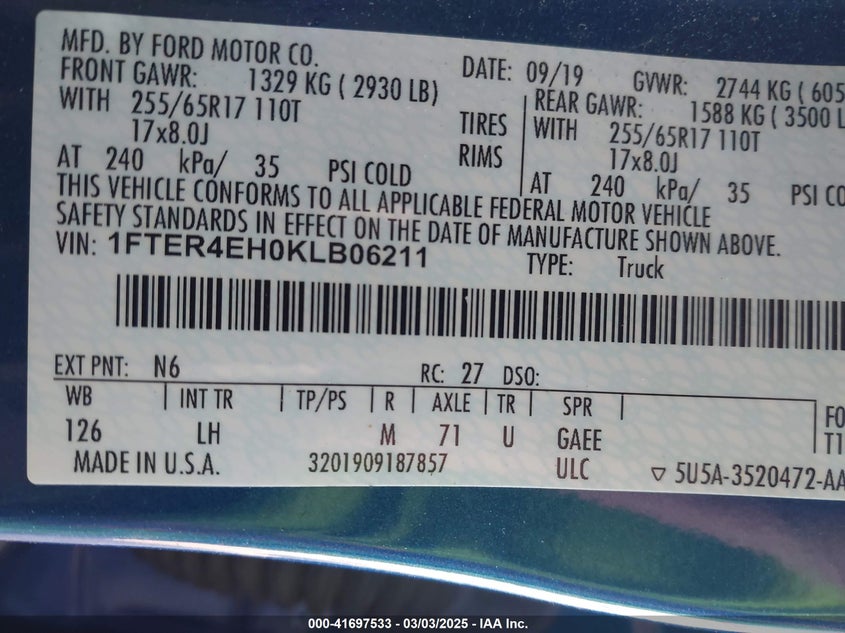 MFD. BY FORD MOTOR CO.
DATE: 09/19 GVWR: 2744 KG ( 605
FRONT GAWR: 1329 KG ( 2930 LB)
REAR GAWR: 1588 KG ( 3500 L
WITH 255/65R17 110T TIRES WITH 255/65R17 110T
17x8.0J RIMS 17x8.0J
AT 240 kPa/ 35 PSI COLD AT 240 kPa/ 35 PSI CO
THIS VEHICLE CONFORMS TO ALL APPLICABLE FEDERAL MOTOR VEHICLE
SAFETY STANDARDS IN EFFECT ON THE DATE OF MANUFACTURE SHOWN ABOVE.
VIN: 1FTER4EH0KLB06211 TYPE: Truck
EXT PNT: N6 RC: 27 DSO:
WB | INT TR | TP/PS | R | AXLE | TR | SPR | FO
126 LH M 71 U GAEE T1
MADE IN U.S.A. 3201909187857 ULC ▽ 5U5A-3520472-AA
000-41697533 - 03/03/2025 - IAA Inc.